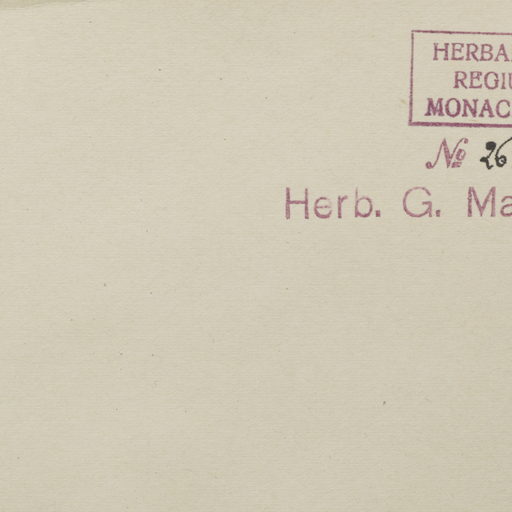 HERBA
REGIU
MONAC
No 26
Herb. G. Ma